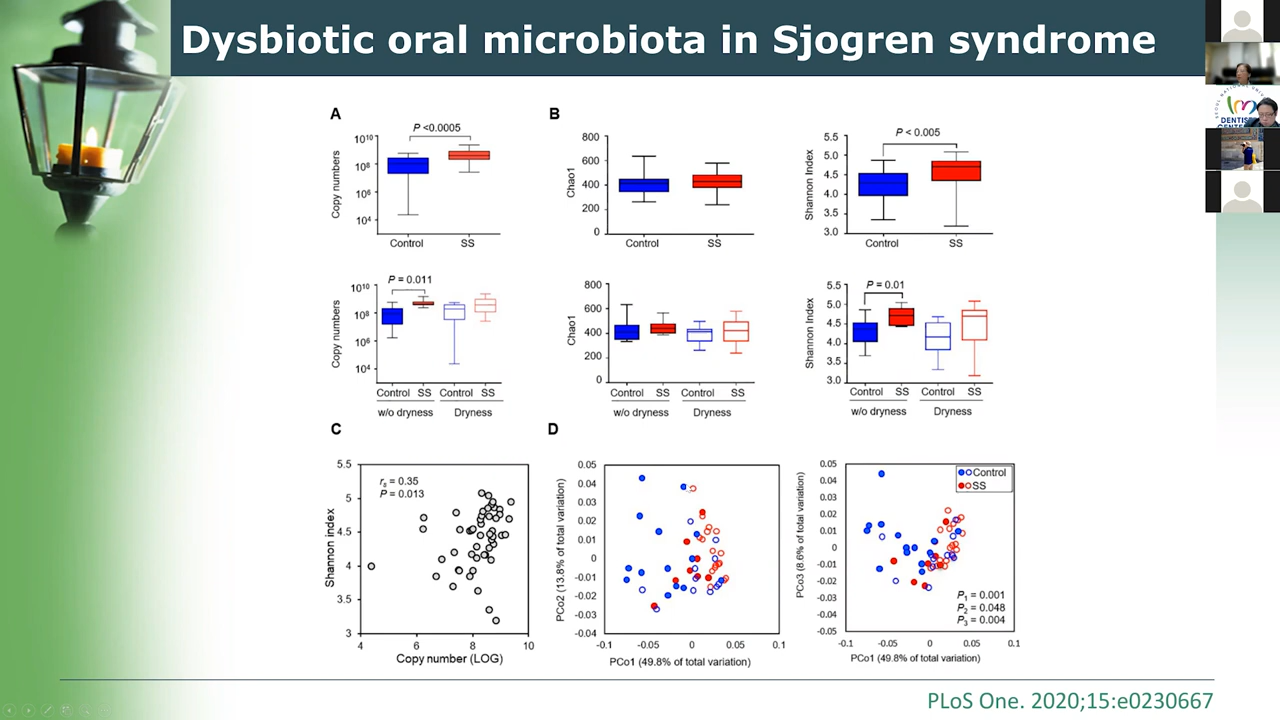 Dysbiotic oral microbiota in Sjogren syndrome
A
P <0.0005
Copy numbers
10^10
10^8
10^6
10^4
Control SS
B
Chao1
800
600
400
200
0
Control SS
P < 0.005
Shannon Index
5.5
5.0
4.5
4.0
3.5
3.0
Control SS
P = 0.011
Copy numbers
10^10
10^8
10^6
10^4
Control SS Control SS
w/o dryness Dryness
Chao1
800
600
400
200
0
Control SS Control SS
w/o dryness Dryness
P = 0.01
Shannon Index
5.5
5.0
4.5
4.0
3.5
3.0
Control SS Control SS
w/o dryness Dryness
C
Shannon index
5.5
5
4.5
4
3.5
3
r_s = 0.35
P = 0.013
4 6 8 10
Copy number (LOG)
D
PCo2 (13.8% of total variation)
0.05
0.04
0.03
0.02
0.01
0
-0.01
-0.02
-0.03
-0.04
-0.1 -0.05 0 0.05 0.1
PCo1 (49.8% of total variation)
PCo3 (8.6% of total variation)
0.05
0.04
0.03
0.02
0.01
0
-0.01
-0.02
-0.03
-0.04
-0.05
Control
SS
P1 = 0.001
P2 = 0.048
P3 = 0.004
-0.1 -0.05 0 0.05 0.1
PCo1 (49.8% of total variation)
PLoS One. 2020;15:e0230667